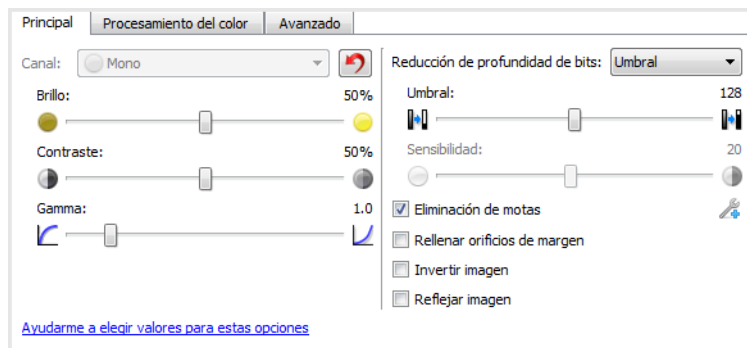 Principal
Procesamiento del color
Avanzado
Canal:
Mono
Brillo:
50%
Contraste:
50%
Gamma:
1.0
Reducción de profundidad de bits:
Umbral
Umbral:
128
Sensibilidad:
20
Eliminación de motas
Rellenar orificios de margen
Invertir imagen
Reflejar imagen
Ayudarme a elegir valores para estas opciones